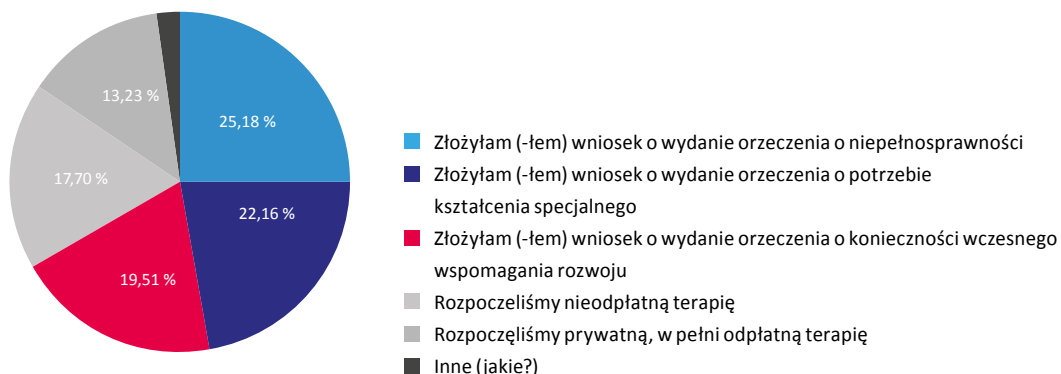 13,23 %
25,18 %
17,70 %
22,16 %
19,51 %
Złożyłam (-łem) wniosek o wydanie orzeczenia o niepełnosprawności
Złożyłam (-łem) wniosek o wydanie orzeczenia o potrzebie
kształcenia specjalnego
Złożyłam (-łem) wniosek o wydanie orzeczenia o konieczności wczesnego
wspomagania rozwoju
Rozpoczeliśmy nieodpłatną terapię
Rozpoczęliśmy prywatną, w pełni odpłatną terapię
Inne (jakie?)